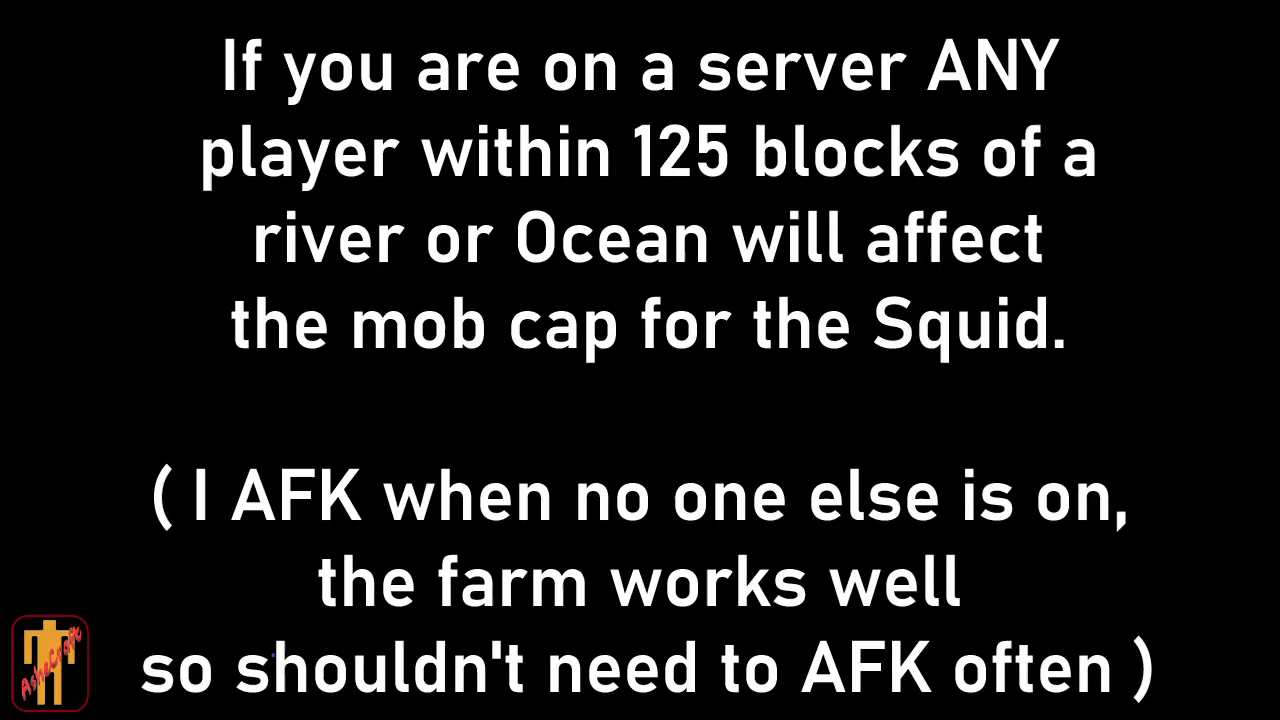 If you are on a server ANY
player within 125 blocks of a
river or Ocean will affect
the mob cap for the Squid.
( I AFK when no one else is on,
the farm works well
so shouldn't need to AFK often )
AsheCraft